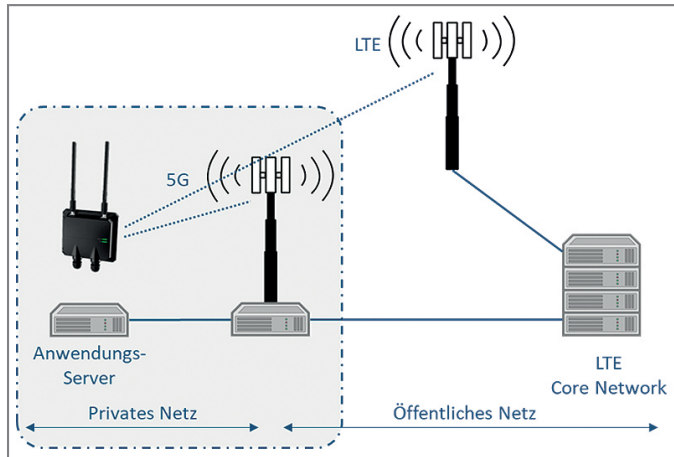 LTE
5G
Anwendungs-
Server
LTE
Core Network
Privates Netz
Öffentliches Netz